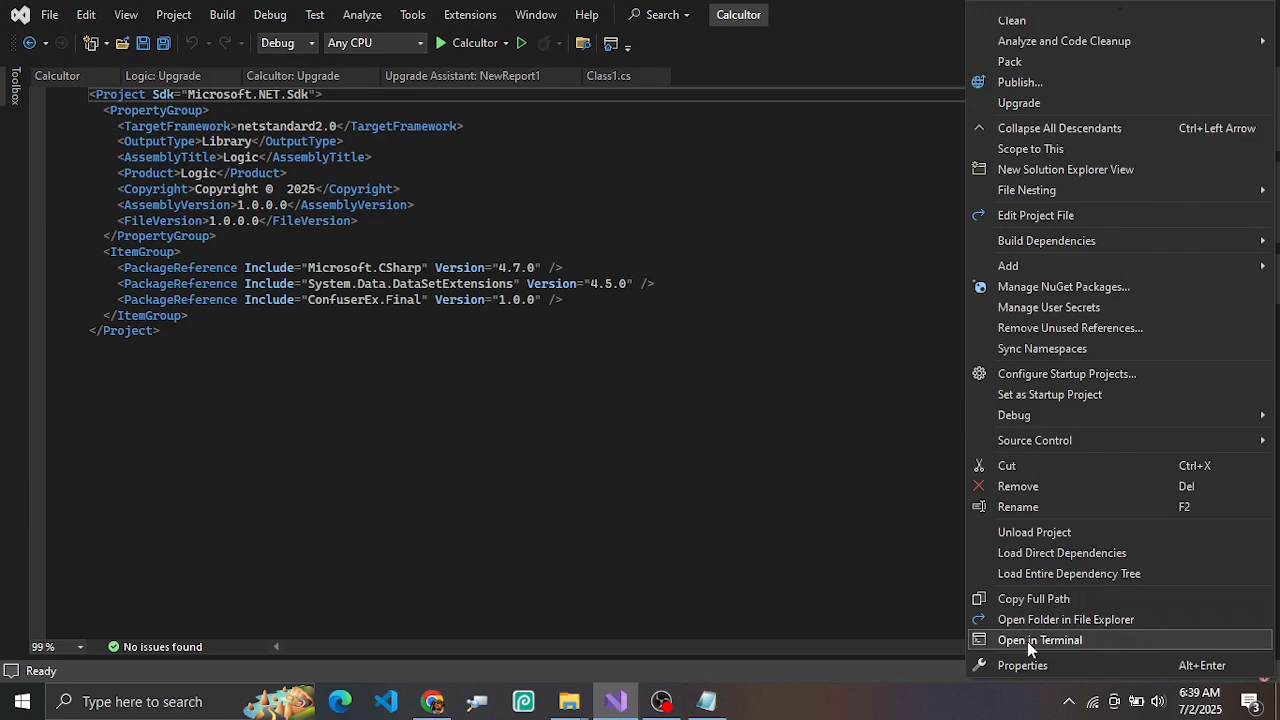 File Edit View Project Build Debug Test Analyze Tools Extensions Window Help Search Calcultor
Debug Any CPU Calcultor
Calcultor Logic: Upgrade Calcultor: Upgrade Upgrade Assistant: NewReport1 Class1.cs
Toolbox
<Project Sdk="Microsoft.NET.Sdk">
<PropertyGroup>
<TargetFramework>netstandard2.0</TargetFramework>
<OutputType>Library</OutputType>
<AssemblyTitle>Logic</AssemblyTitle>
<Product>Logic</Product>
<Copyright>Copyright © 2025</Copyright>
<AssemblyVersion>1.0.0.0</AssemblyVersion>
<FileVersion>1.0.0.0</FileVersion>
</PropertyGroup>
<ItemGroup>
<PackageReference Include="Microsoft.CSharp" Version="4.7.0" />
<PackageReference Include="System.Data.DataSetExtensions" Version="4.5.0" />
<PackageReference Include="ConfuserEx.Final" Version="1.0.0" />
</ItemGroup>
</Project>
99 % No issues found
Ready
Clean
Analyze and Code Cleanup
Pack
Publish...
Upgrade
Collapse All Descendants Ctrl+Left Arrow
Scope to This
New Solution Explorer View
File Nesting
Edit Project File
Build Dependencies
Add
Manage NuGet Packages...
Manage User Secrets
Remove Unused References...
Sync Namespaces
Configure Startup Projects...
Set as Startup Project
Debug
Source Control
Cut Ctrl+X
Remove Del
Rename F2
Unload Project
Load Direct Dependencies
Load Entire Dependency Tree
Copy Full Path
Open Folder in File Explorer
Open in Terminal
Properties Alt+Enter
Type here to search
6:39 AM
7/2/2025
3